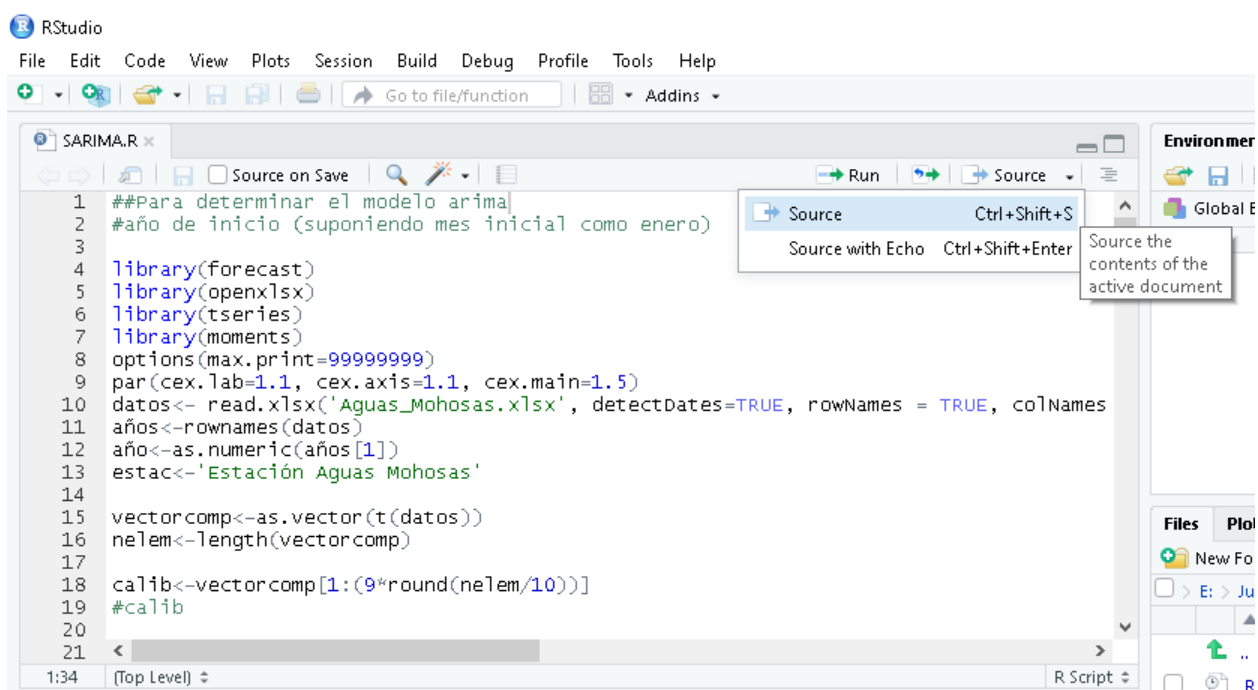 RStudio
File Edit Code View Plots Session Build Debug Profile Tools Help
Go to file/function Addins
SARIMA.R
Source on Save Run Source
1 ##Para determinar el modelo arima
2 #año de inicio (suponiendo mes inicial como enero)
3
4 library(forecast)
5 library(openxlsx)
6 library(tseries)
7 library(moments)
8 options(max.print=99999999)
9 par(cex.lab=1.1, cex.axis=1.1, cex.main=1.5)
10 datos<- read.xlsx('Aguas_Mohosas.xlsx', detectDates=TRUE, rowNames = TRUE, colNames
11 años<-rownames(datos)
12 año<-as.numeric(años[1])
13 estac<-'Estación Aguas Mohosas'
14
15 vectorcomp<-as.vector(t(datos))
16 nelem<-length(vectorcomp)
17
18 calib<-vectorcomp[1:(9*round(nelem/10))]
19 #calib
20
21
1:34 (Top Level) R Script
Source Ctrl+Shift+S
Source with Echo Ctrl+Shift+Enter
Source the
contents of the
active document
Environmer
Global E
Files Plo
New Fo
E: Ju
..
R